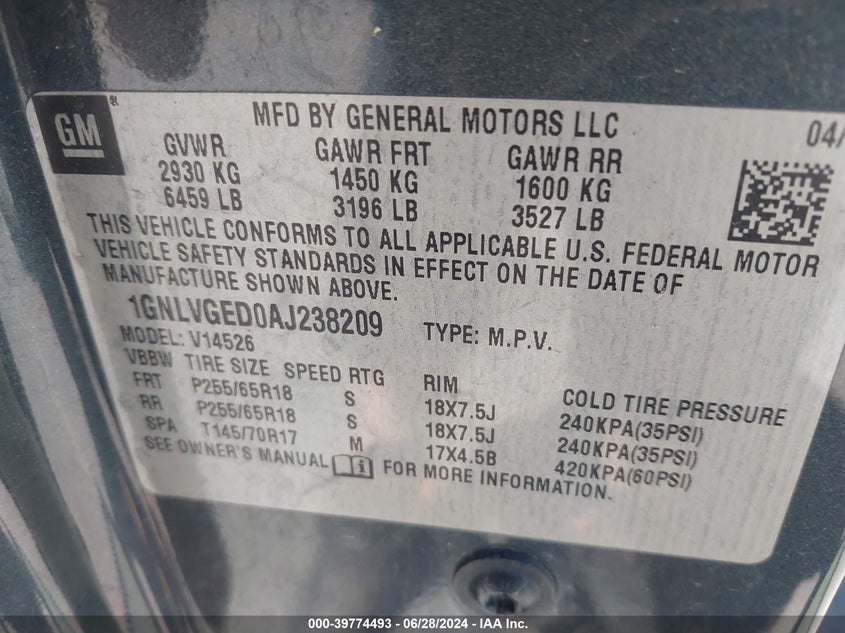 GM
MFD BY GENERAL MOTORS LLC 04/
GVWR GAWR FRT GAWR RR
2930 KG 1450 KG 1600 KG
6459 LB 3196 LB 3527 LB
THIS VEHICLE CONFORMS TO ALL APPLICABLE U.S. FEDERAL MOTOR
VEHICLE SAFETY STANDARDS IN EFFECT ON THE DATE OF
MANUFACTURE SHOWN ABOVE.
1GNLVGED0AJ238209 TYPE: M.P.V.
MODEL: V14526
VBBW TIRE SIZE SPEED RTG RIM COLD TIRE PRESSURE
FRT P255/65R18 S 18X7.5J 240KPA(35PSI)
RR P255/65R18 S 18X7.5J 240KPA(35PSI)
SPA T145/70R17 M 17X4.5B 420KPA(60PSI)
SEE OWNER'S MANUAL FOR MORE INFORMATION.
000-39774493 - 06/28/2024 - IAA Inc.